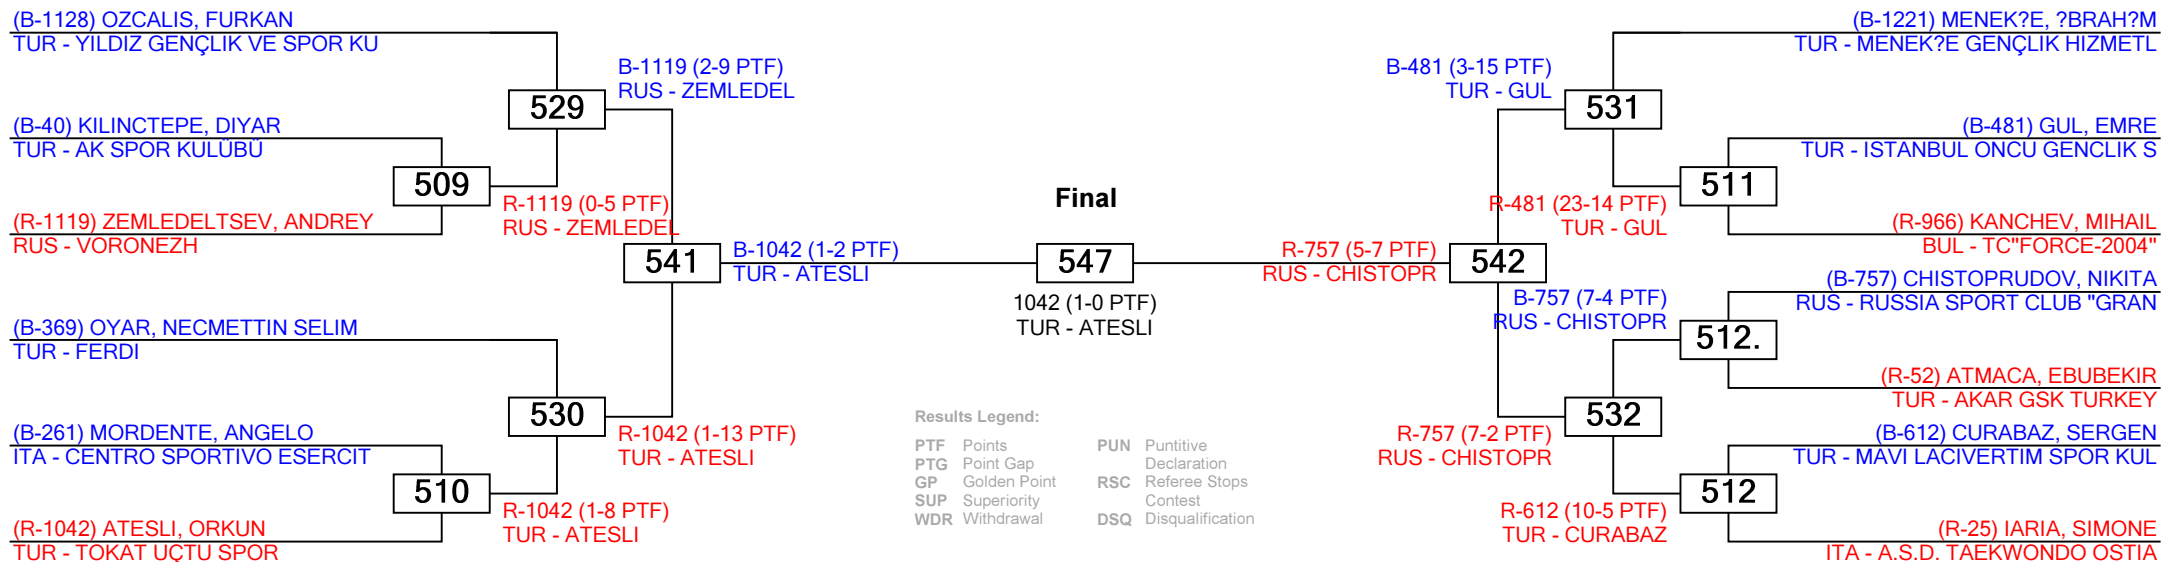 (B-1128) OZCALIS, FURKAN
TUR - YILDIZ GENÇLIK VE SPOR KU
B-1119 (2-9 PTF)
RUS - ZEMLEDEL
529
(B-40) KILINCTEPE, DIYAR
TUR - AK SPOR KULÜBÜ
509
R-1119 (0-5 PTF)
RUS - ZEMLEDEL
(R-1119) ZEMLEDELTSEV, ANDREY
RUS - VORONEZH
541
B-1042 (1-2 PTF)
TUR - ATESLI
(B-369) OYAR, NECMETTIN SELIM
TUR - FERDI
530
R-1042 (1-13 PTF)
TUR - ATESLI
(B-261) MORDENTE, ANGELO
ITA - CENTRO SPORTIVO ESERCIT
510
R-1042 (1-8 PTF)
TUR - ATESLI
(R-1042) ATESLI, ORKUN
TUR - TOKAT UÇTU SPOR
Final
547
1042 (1-0 PTF)
TUR - ATESLI
Results Legend:
PTF Points
PTG Point Gap
GP Golden Point
SUP Superiority
WDR Withdrawal
PUN Puntitive
Declaration
RSC Referee Stops
Contest
DSQ Disqualification
(B-1221) MENEK?E, ?BRAH?M
TUR - MENEK?E GENÇLIK HIZMETL
B-481 (3-15 PTF)
TUR - GUL
531
(B-481) GUL, EMRE
TUR - ISTANBUL ONCU GENCLIK S
511
R-481 (23-14 PTF)
TUR - GUL
(R-966) KANCHEV, MIHAIL
BUL - TC"FORCE-2004"
R-757 (5-7 PTF)
RUS - CHISTOPR
542
(B-757) CHISTOPRUDOV, NIKITA
RUS - RUSSIA SPORT CLUB "GRAN
B-757 (7-4 PTF)
RUS - CHISTOPR
512.
(R-52) ATMACA, EBUBEKIR
TUR - AKAR GSK TURKEY
532
R-757 (7-2 PTF)
RUS - CHISTOPR
(B-612) CURABAZ, SERGEN
TUR - MAVI LACIVERTIM SPOR KUL
512
R-612 (10-5 PTF)
TUR - CURABAZ
(R-25) IARIA, SIMONE
ITA - A.S.D. TAEKWONDO OSTIA